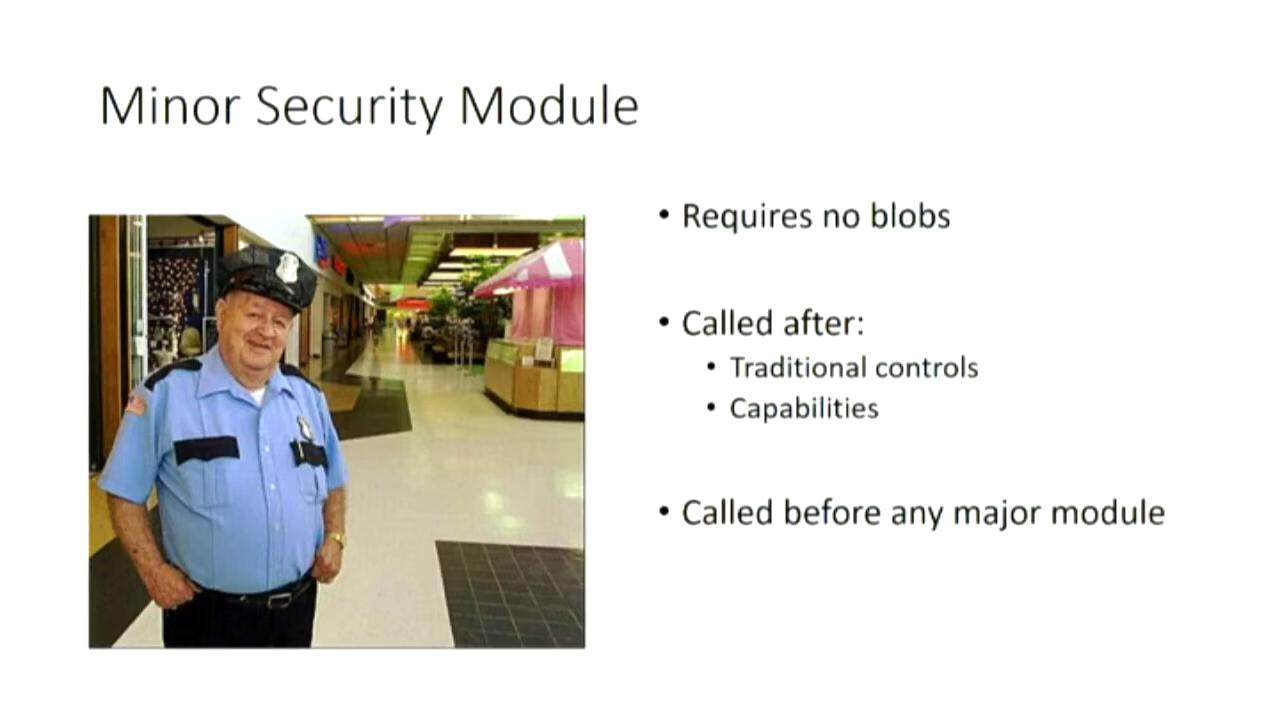 Minor Security Module
• Requires no blobs
• Called after:
• Traditional controls
• Capabilities
• Called before any major module